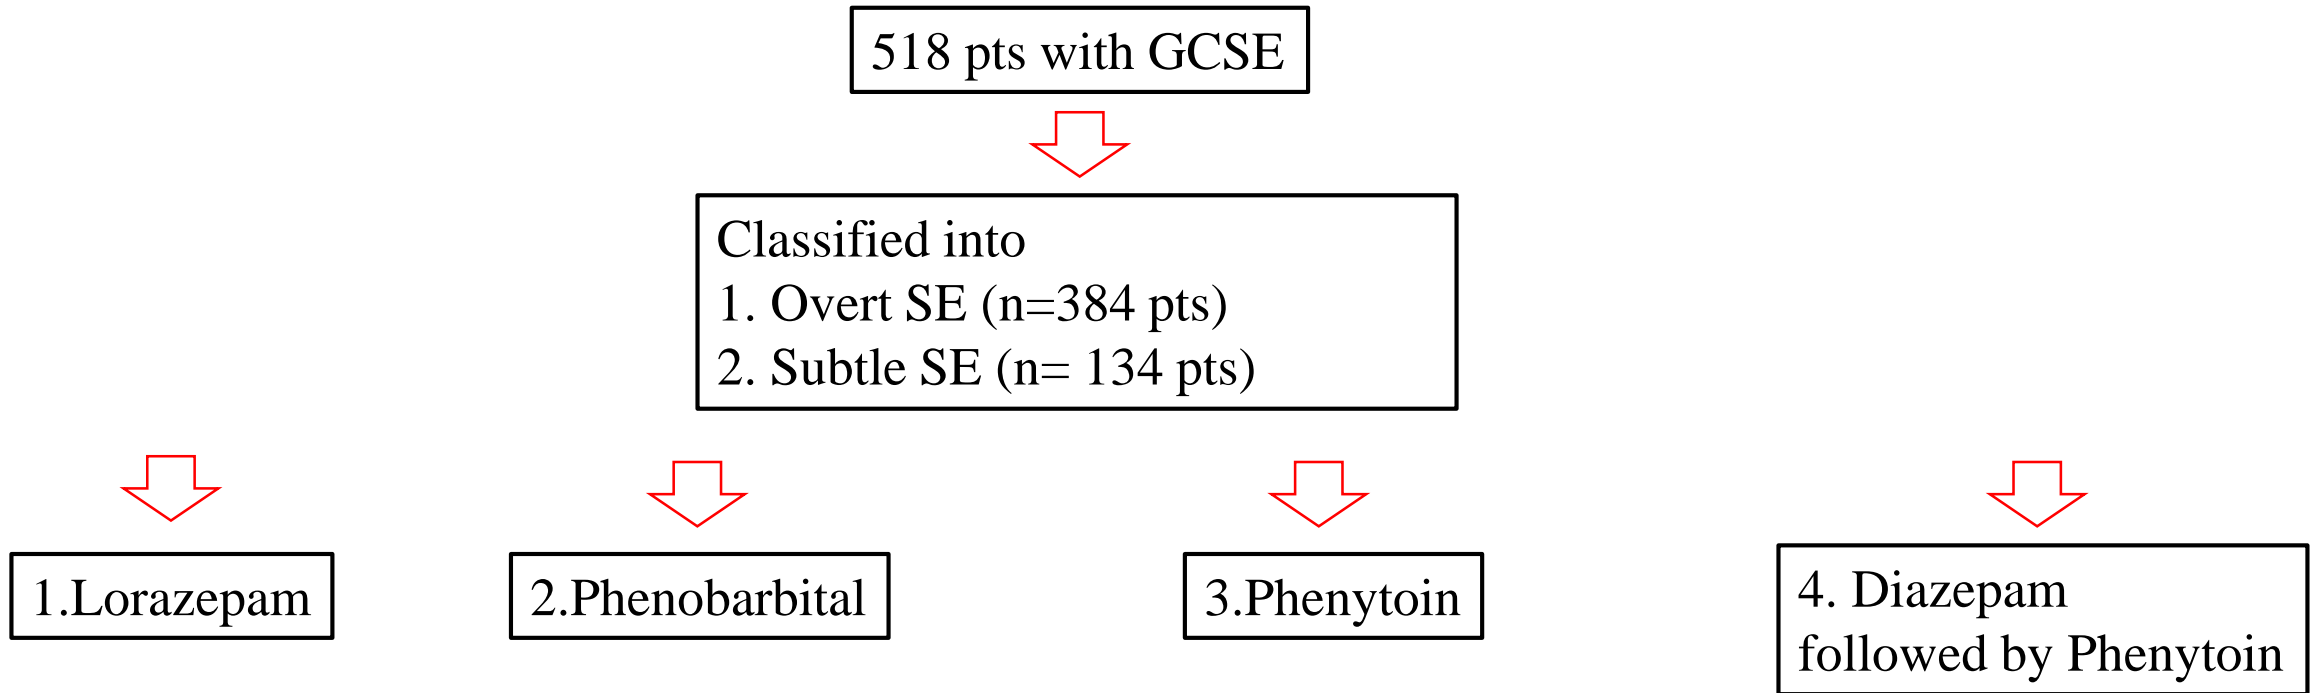 518 pts with GCSE
Classified into
1. Overt SE (n=384 pts)
2. Subtle SE (n= 134 pts)
1.Lorazepam
2.Phenobarbital
3.Phenytoin
4. Diazepam
followed by Phenytoin